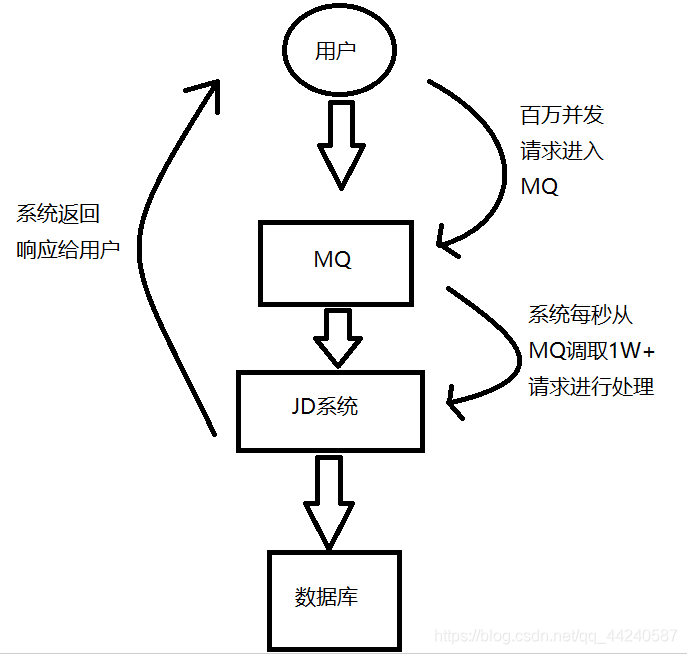 用户
百万并发
请求进入
MQ
系统返回
响应给用户
MQ
系统每秒从
MQ调取1W+
请求进行处理
JD系统
数据库
https://blog.csdn.net/qq_44240587